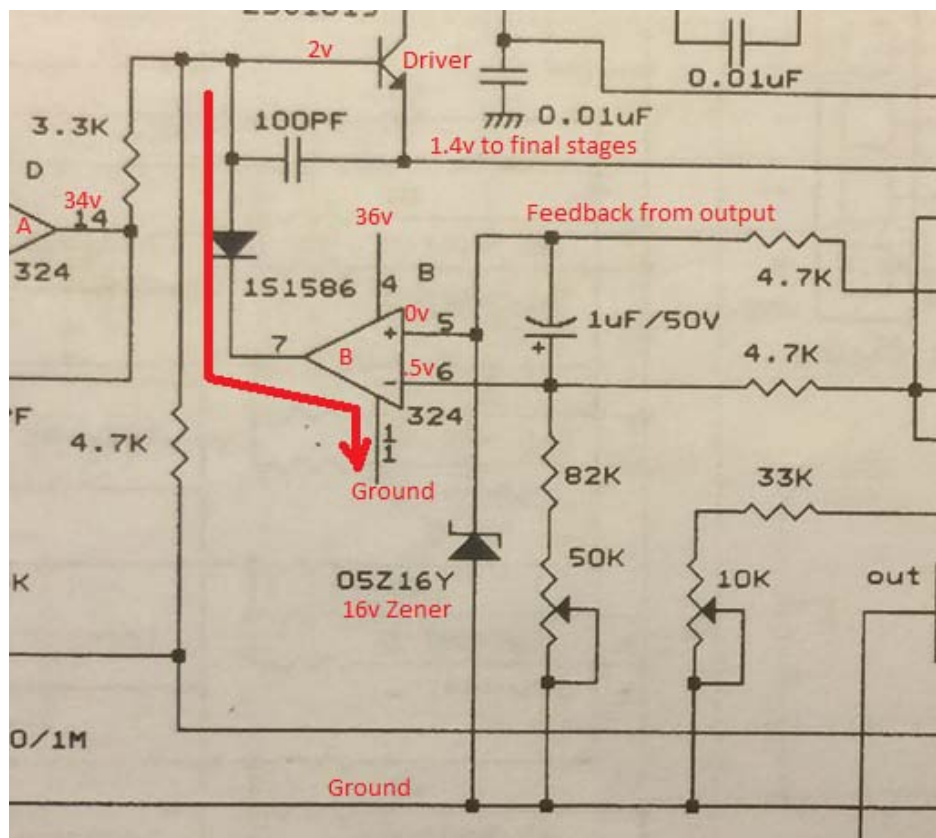 2v
Driver
0.01uF
3.3K
100PF
0.01uF
D
1.4v to final stages
34v
A
14
36v
Feedback from output
324
1S1586
4
B
4.7K
0v
5
1uF/50V
7
+
B
+
.5v
6
-
4.7K
324
F
4.7K
11
Ground
82K
33K
50K
K
05Z16Y
10K
out
16v Zener
0/1M
Ground